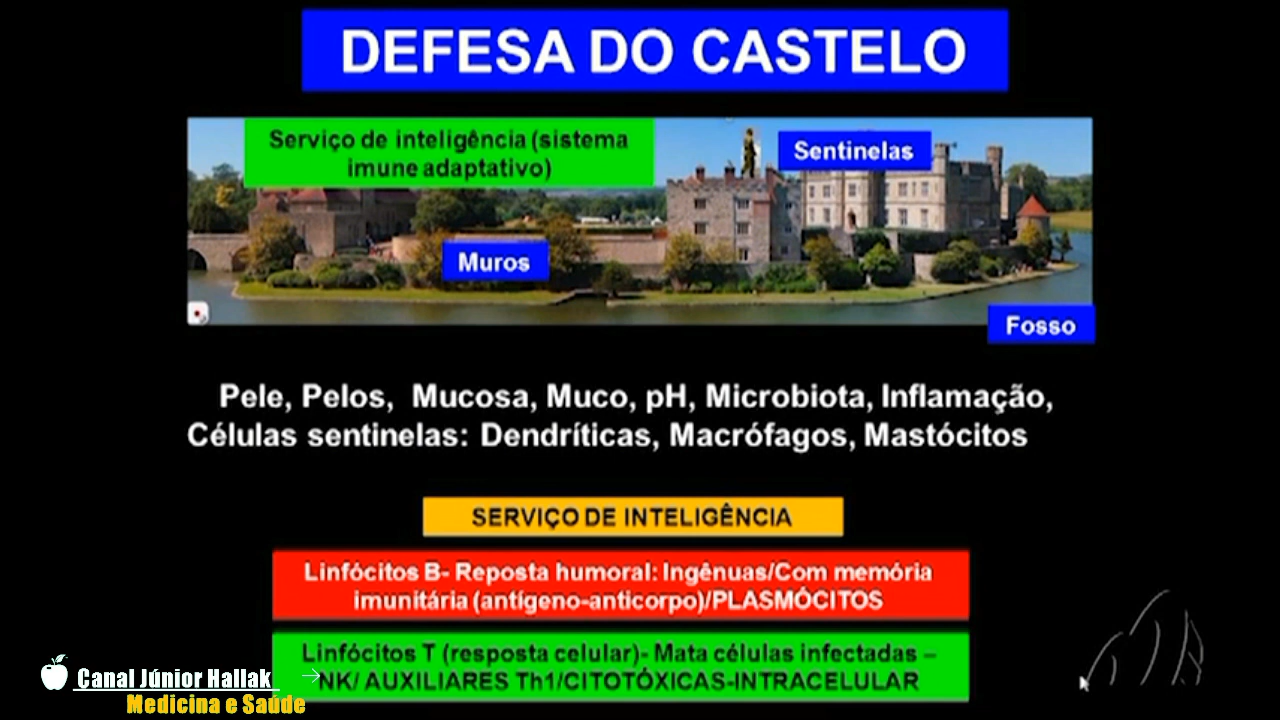 DEFESA DO CASTELO
Serviço de inteligência (sistema
imune adaptativo)
Sentinelas
Muros
Fosso
Pele, Pelos, Mucosa, Muco, pH, Microbiota, Inflamação,
Células sentinelas: Dendríticas, Macrófagos, Mastócitos
SERVIÇO DE INTELIGÊNCIA
Linfócitos B- Reposta humoral: Ingênuas/Com memória
imunitária (antígeno-anticorpo)/PLASMÓCITOS
Linfócitos T (resposta celular)- Mata células infectadas –
NK/ AUXILIARES Th1/CITOTÓXICAS-INTRACELULAR
Canal Júnior Hallak
Medicina e Saúde